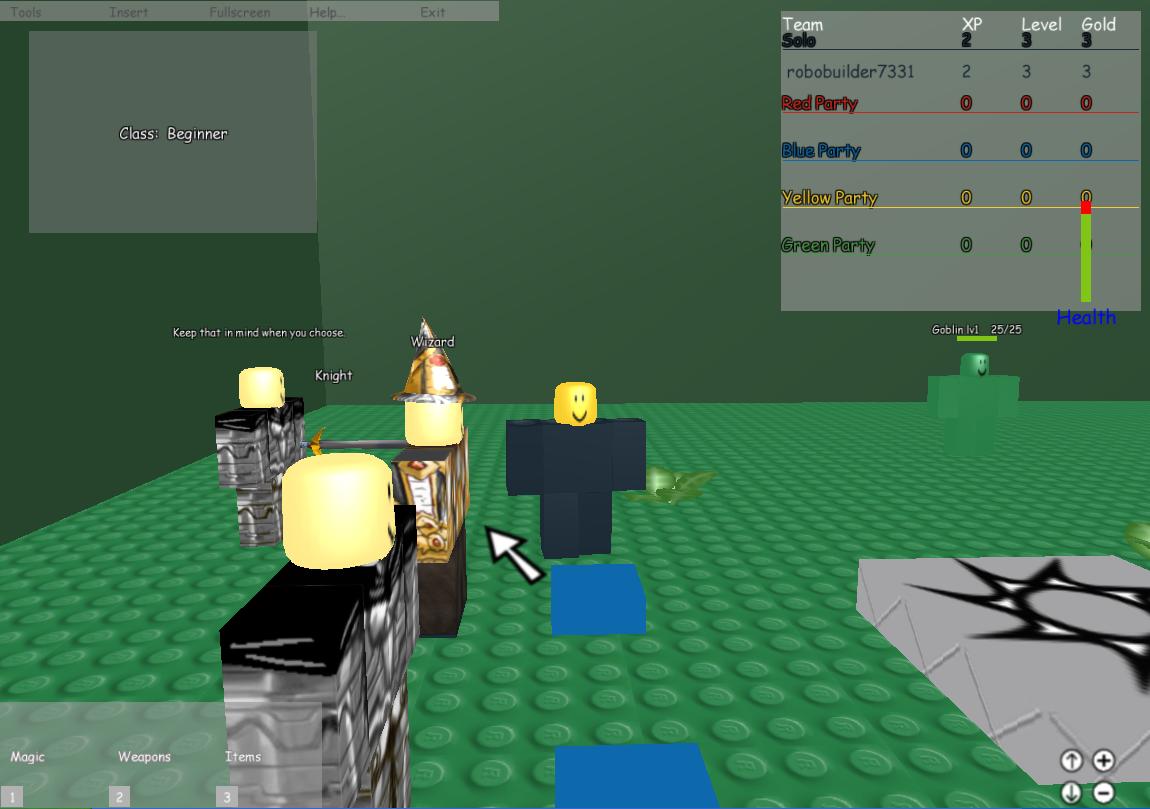 Tools Insert Fullscreen Help... Exit
Team XP Level Gold
Solo 2 3 3
robobuilder7331 2 3 3
Red Party 0 0 0
Blue Party 0 0 0
Yellow Party 0 0 0
Green Party 0 0
Class: Beginner
Health
Keep that in mind when you choose.
Goblin lv1 25/25
Wizard
Knight
Magic Weapons Items
1 2 3